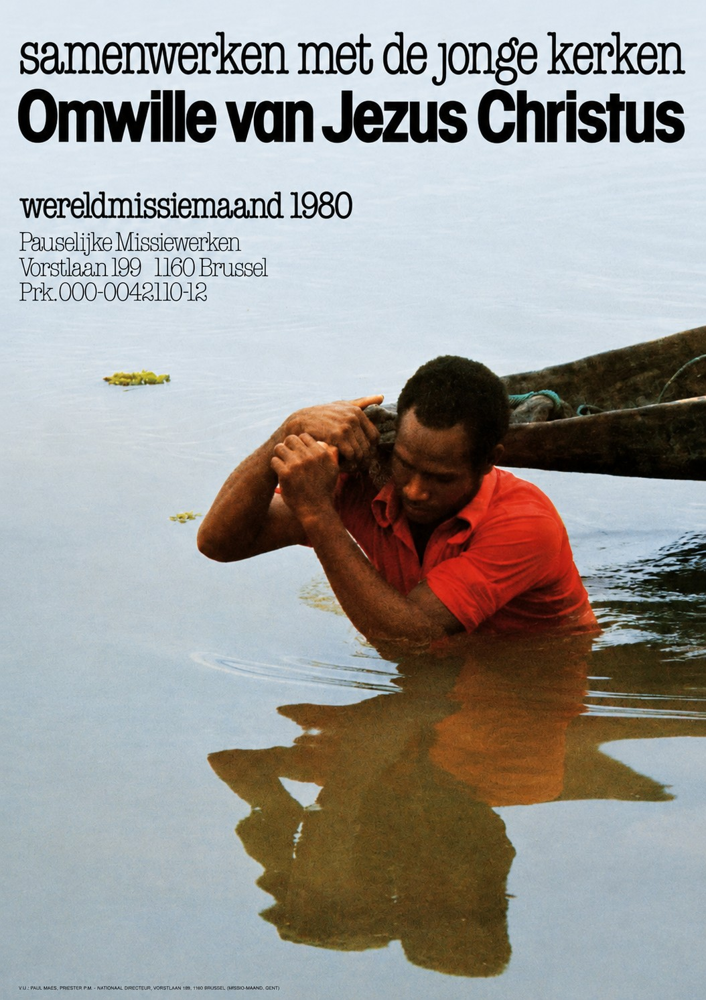 samenwerken met de jonge kerken
Omwille van Jezus Christus
wereldmissiemaand 1980
Pauselijke Missiewerken
Vorstlaan 199 1160 Brussel
Prk. 000-0042110-12
V.U.: PAUL MAES, PRIESTER P.M. - NATIONAAL DIRECTEUR, VORSTLAAN 199, 1160 BRUSSEL (MISSIO-MAAND, GENT)